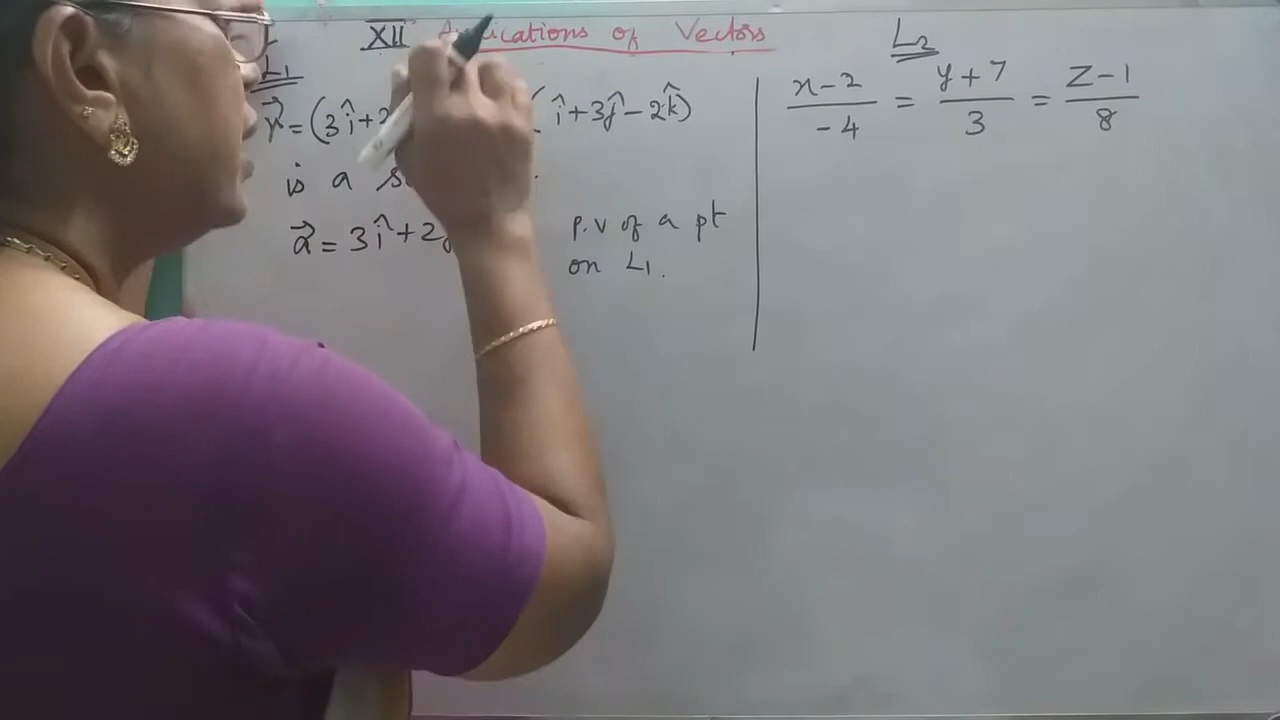 XII Applications of Vectors
L₁
r⃗ = (3î + 2 ( î + 3ĵ − 2k̂)
is a
a⃗ = 3î + 2 p.v of a pt
on L₁.
L₂
x−2/−4 = y+7/3 = z−1/8